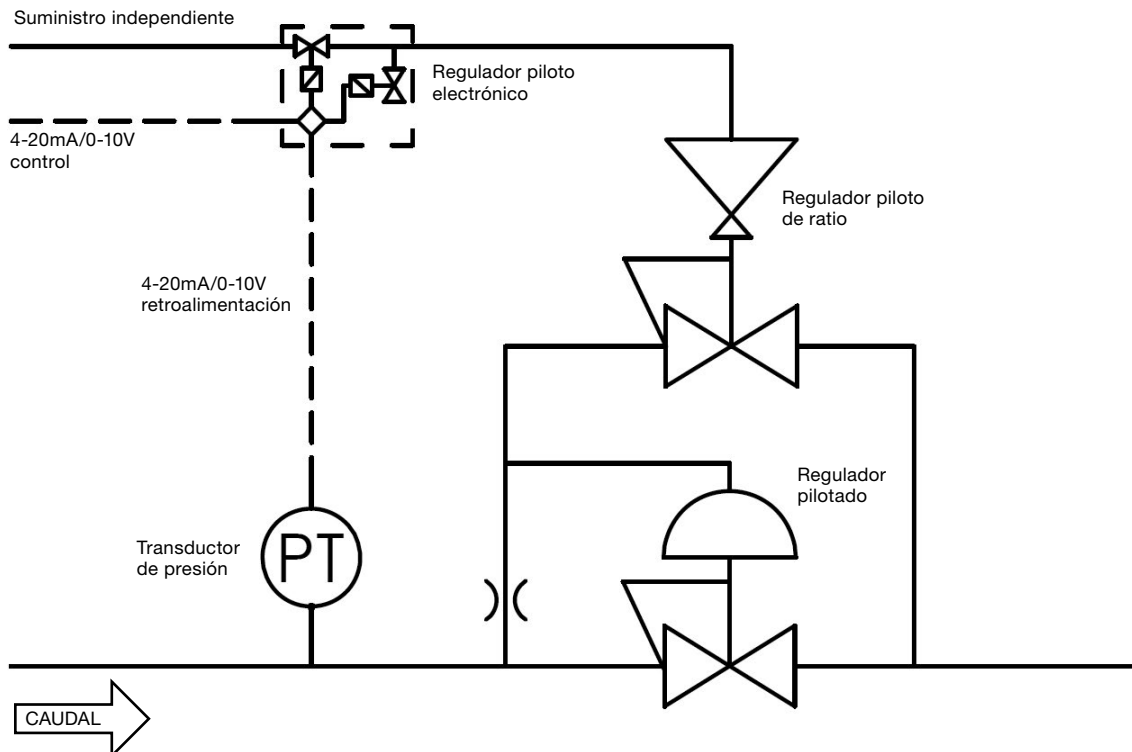 Suministro independiente
Regulador piloto
electrónico
4-20mA/0-10V
control
Regulador piloto
de ratio
4-20mA/0-10V
retroalimentación
Regulador
pilotado
Transductor
de presión
PT
CAUDAL